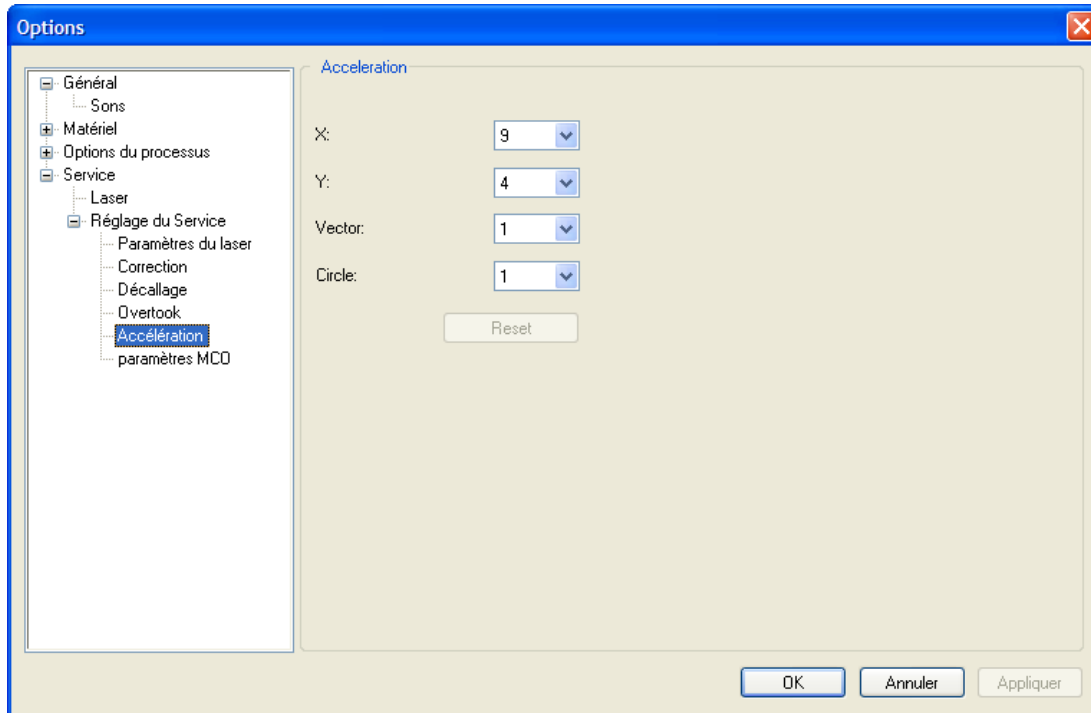 Options
Général
Sons
Matériel
Options du processus
Service
Laser
Réglage du Service
Paramètres du laser
Correction
Décallage
Overtook
Accélération
paramètres MCO
Acceleration
X: 9
Y: 4
Vector: 1
Circle: 1
Reset
OK Annuler Appliquer